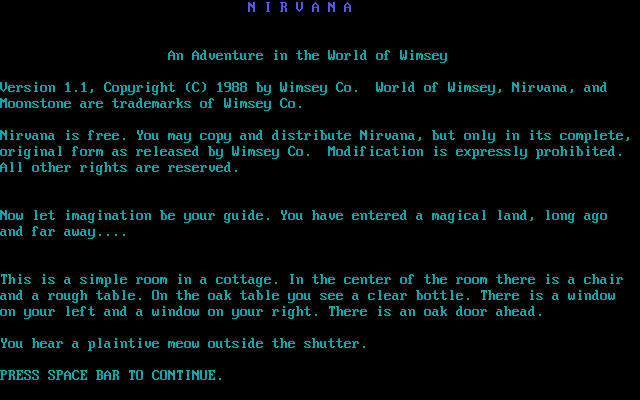 N I R V A N A
An Adventure in the World of Wimsey
Version 1.1, Copyright (C) 1988 by Wimsey Co.  World of Wimsey, Nirvana, and
Moonstone are trademarks of Wimsey Co.
Nirvana is free. You may copy and distribute Nirvana, but only in its complete,
original form as released by Wimsey Co.  Modification is expressly prohibited.
All other rights are reserved.
Now let imagination be your guide. You have entered a magical land, long ago
and far away....
This is a simple room in a cottage. In the center of the room there is a chair
and a rough table. On the oak table you see a clear bottle. There is a window
on your left and a window on your right. There is an oak door ahead.
You hear a plaintive meow outside the shutter.
PRESS SPACE BAR TO CONTINUE.